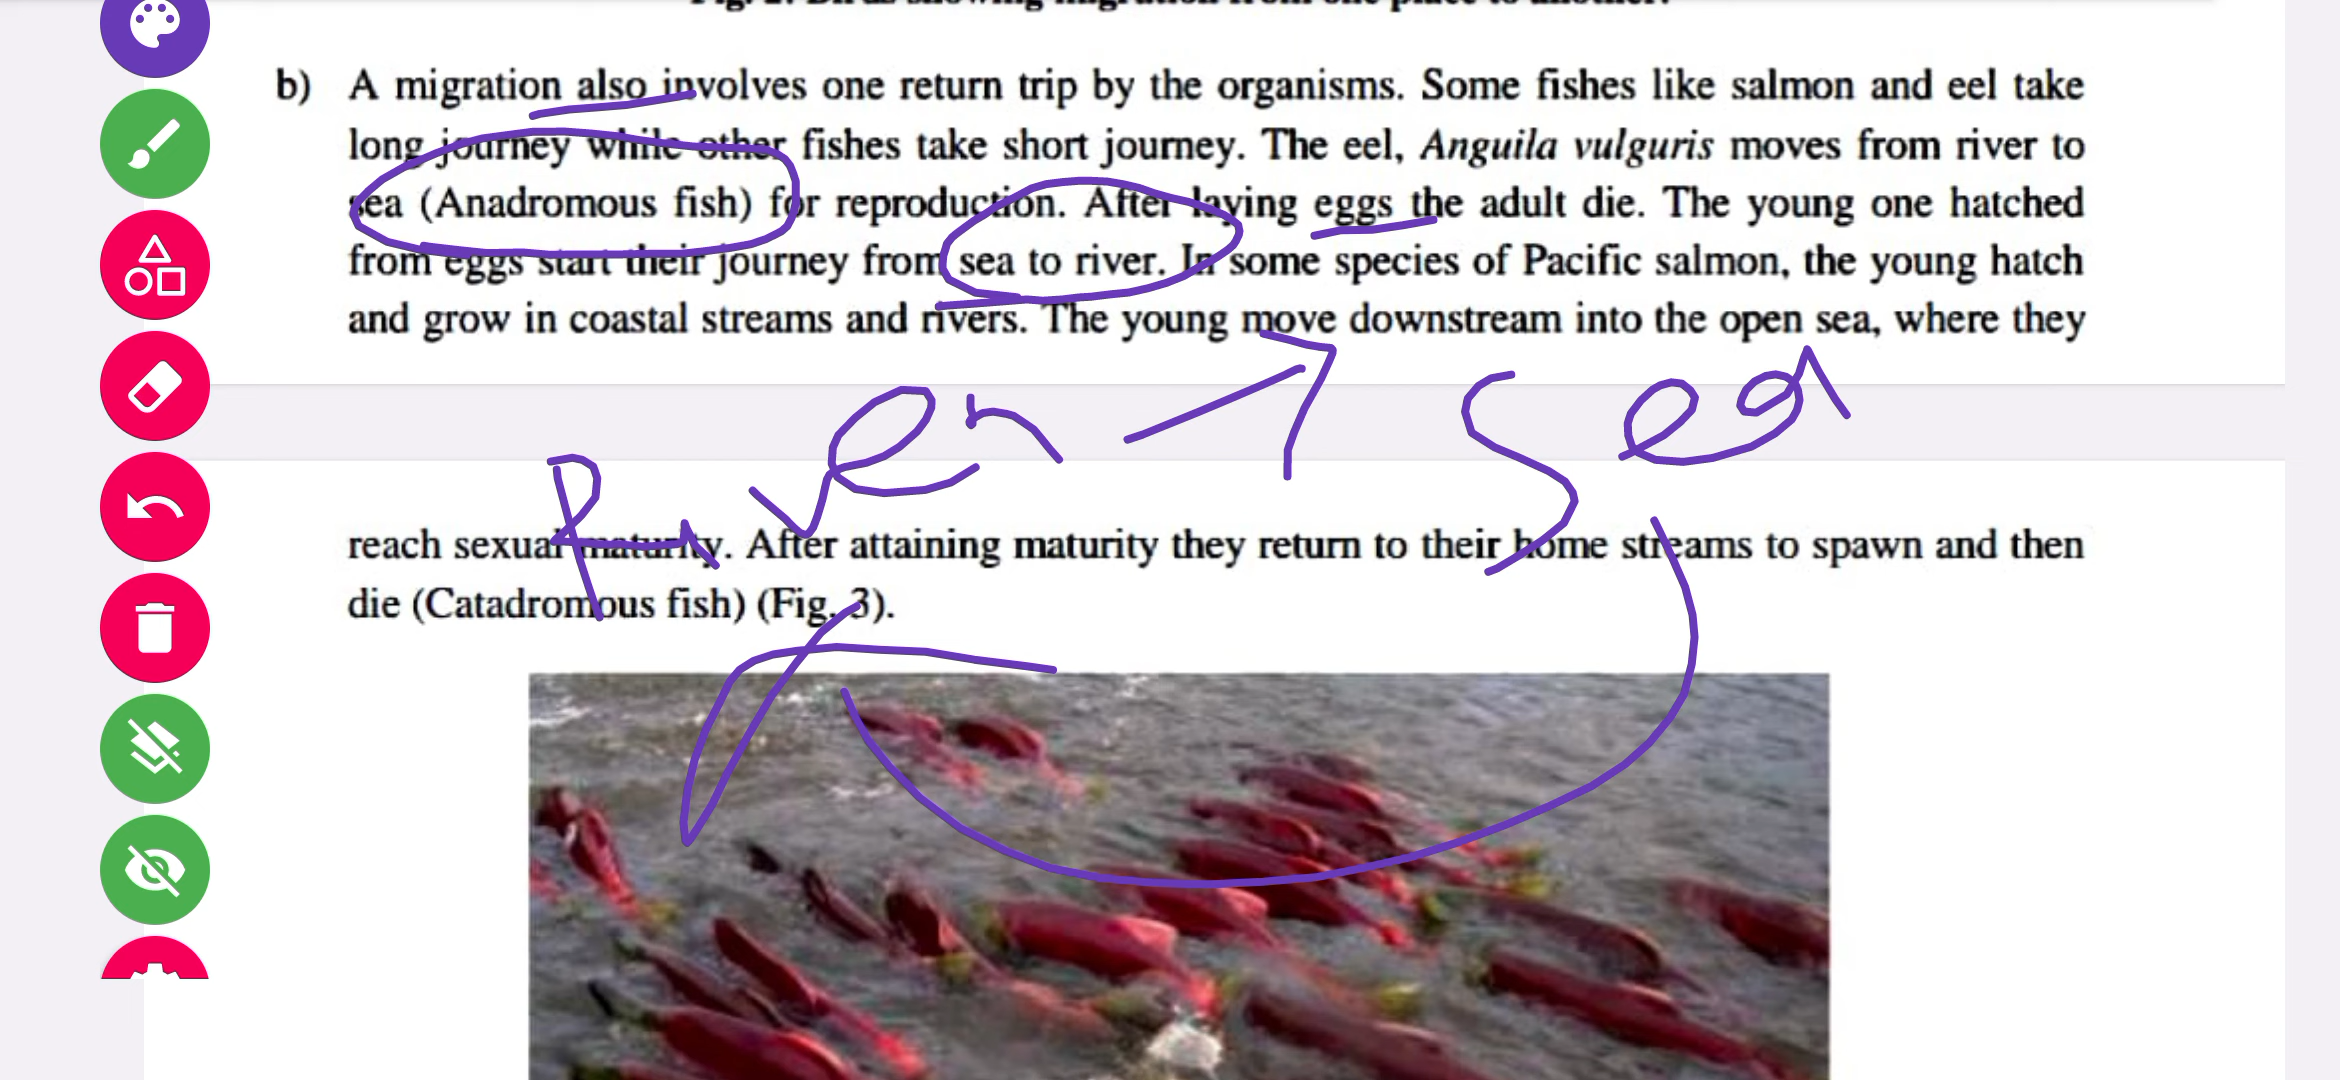 b) A migration also involves one return trip by the organisms. Some fishes like salmon and eel take
long journey while other fishes take short journey. The eel, Anguila vulguris moves from river to
sea (Anadromous fish) for reproduction. After laying eggs the adult die. The young one hatched
from eggs start their journey from sea to river. In some species of Pacific salmon, the young hatch
and grow in coastal streams and rivers. The young move downstream into the open sea, where they
River Sea
reach sexual maturity. After attaining maturity they return to their home streams to spawn and then
die (Catadromous fish) (Fig. 3).